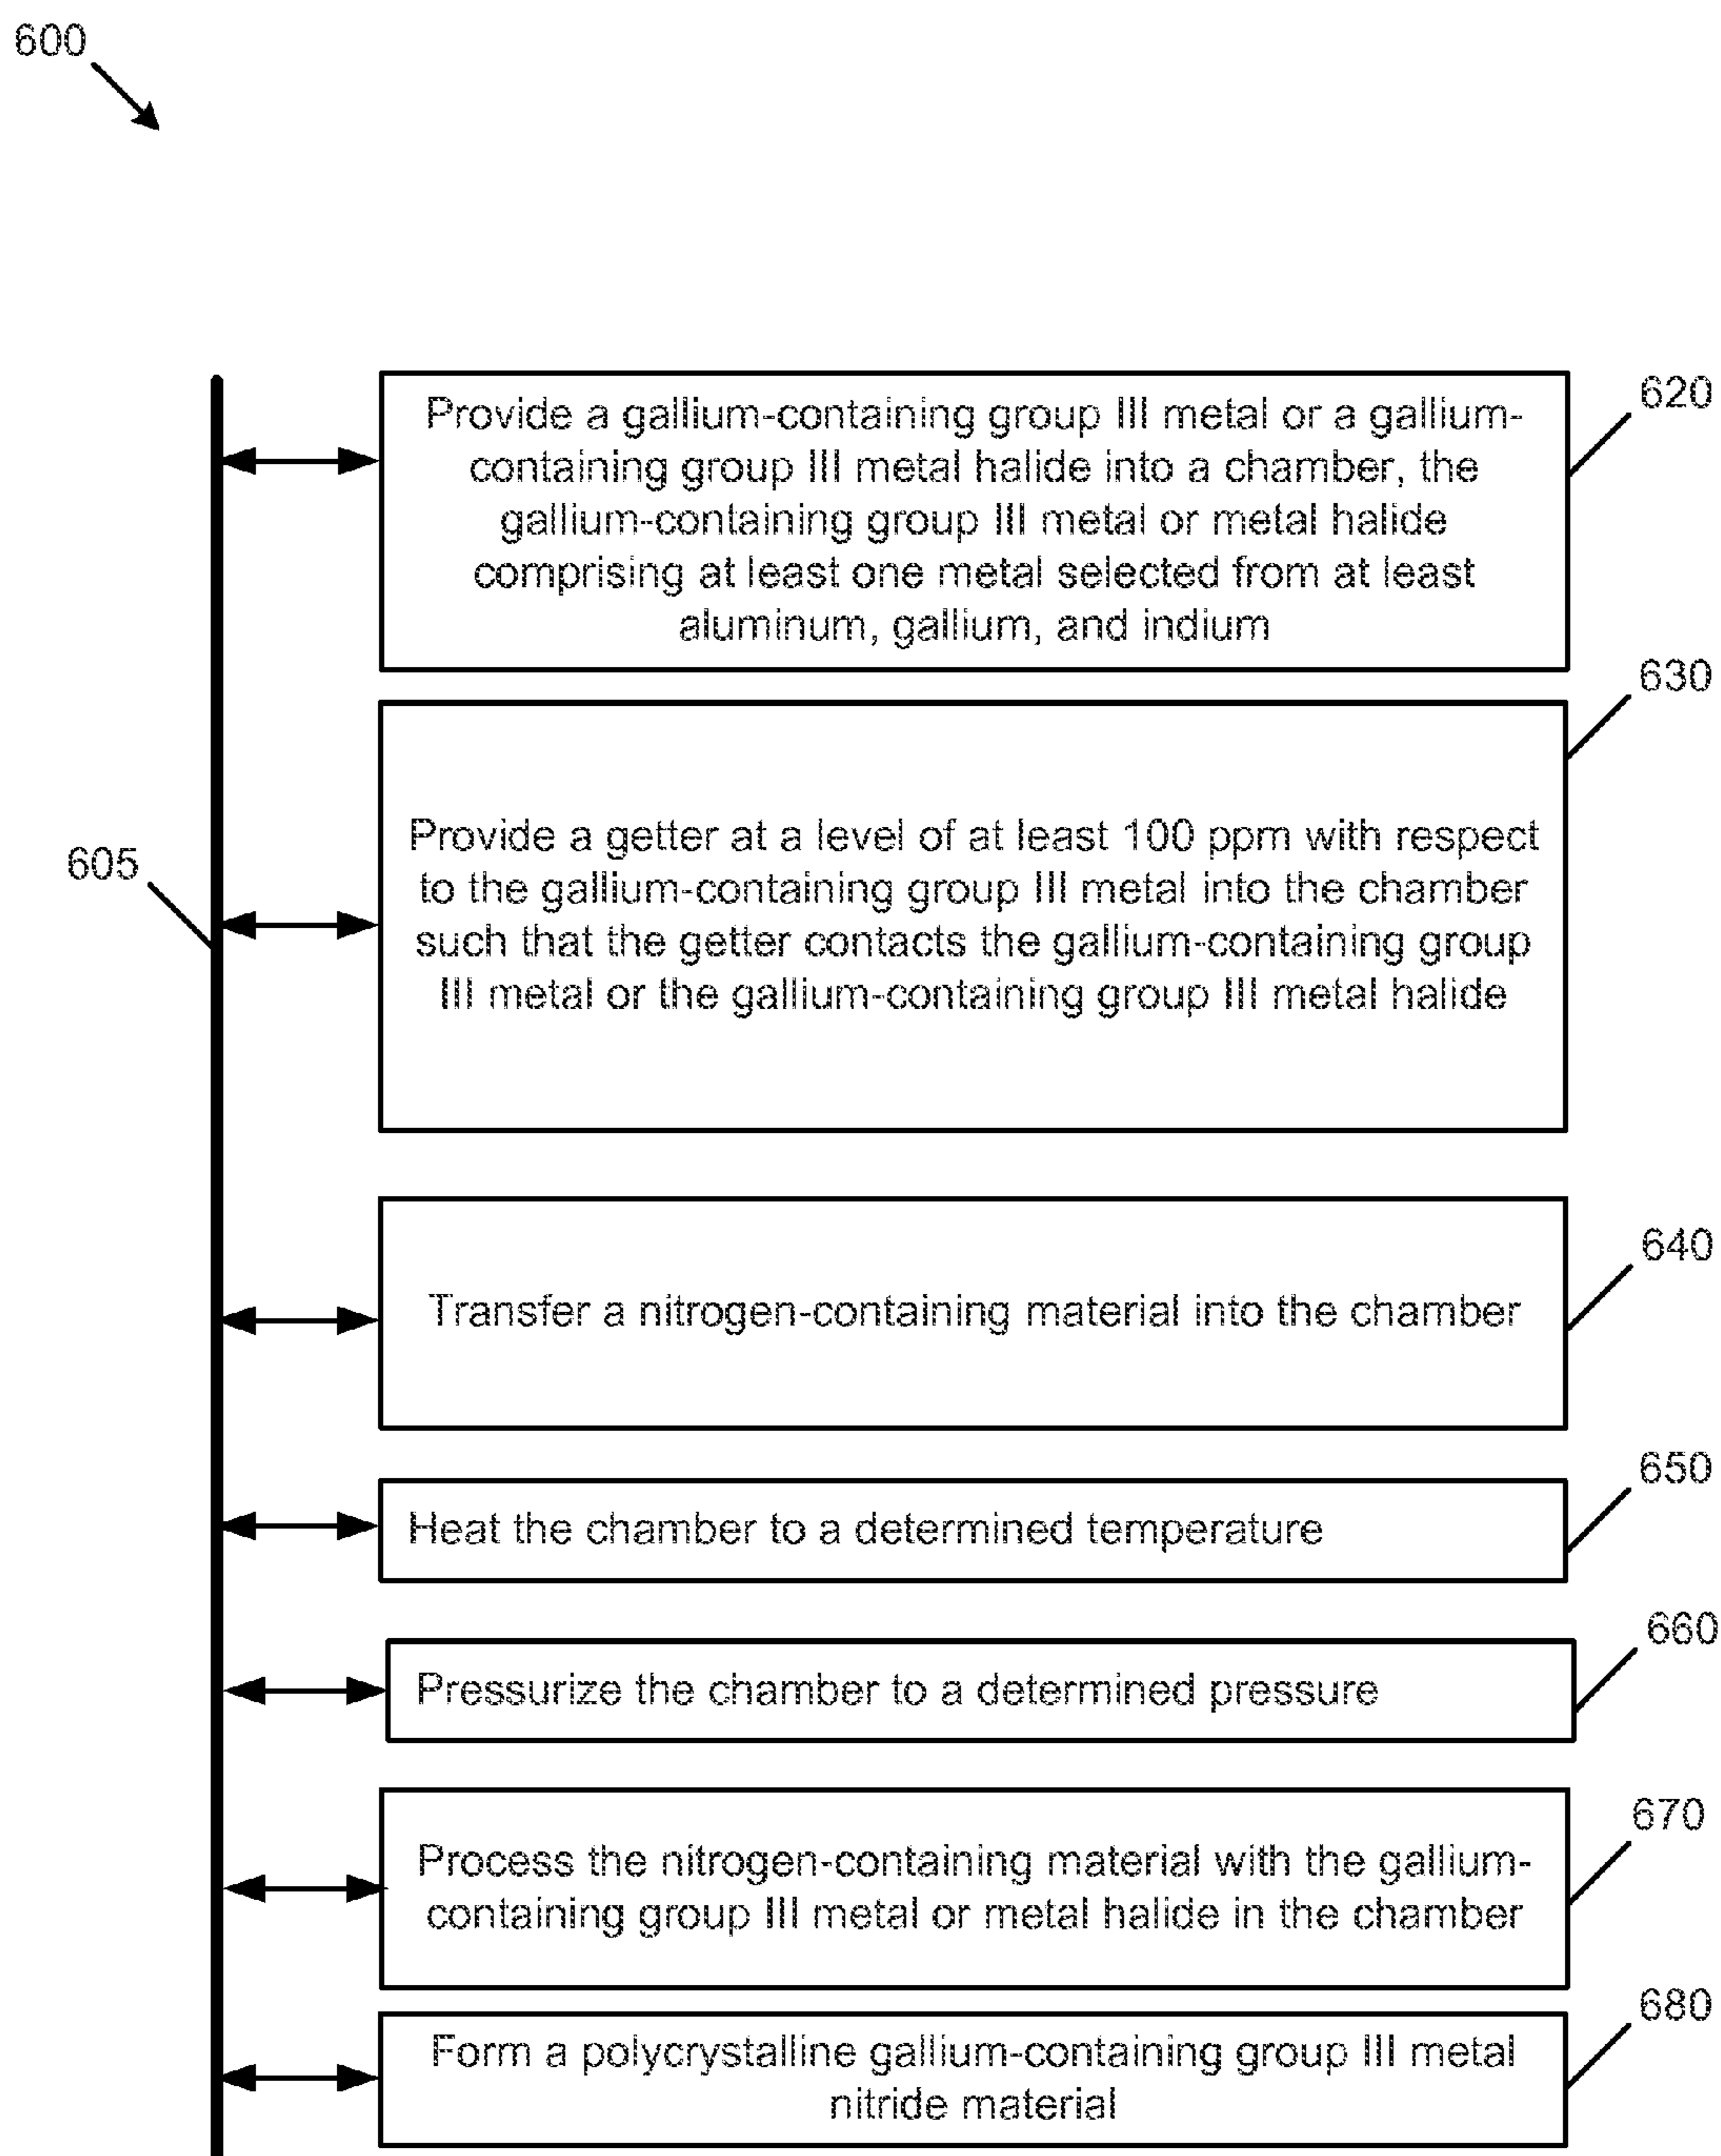 600
620
Provide a gallium-containing group III metal or a gallium-
containing group III metal halide into a chamber, the
gallium-containing group III metal or metal halide
comprising at least one metal selected from at least
aluminum, gallium, and indium
630
605
Provide a getter at a level of at least 100 ppm with respect
to the gallium-containing group III metal into the chamber
such that the getter contacts the gallium-containing group
III metal or the gallium-containing group III metal halide
640
Transfer a nitrogen-containing material into the chamber
650
Heat the chamber to a determined temperature
660
Pressurize the chamber to a determined pressure
670
Process the nitrogen-containing material with the gallium-
containing group III metal or metal halide in the chamber
680
Form a polycrystalline gallium-containing group III metal
nitride material